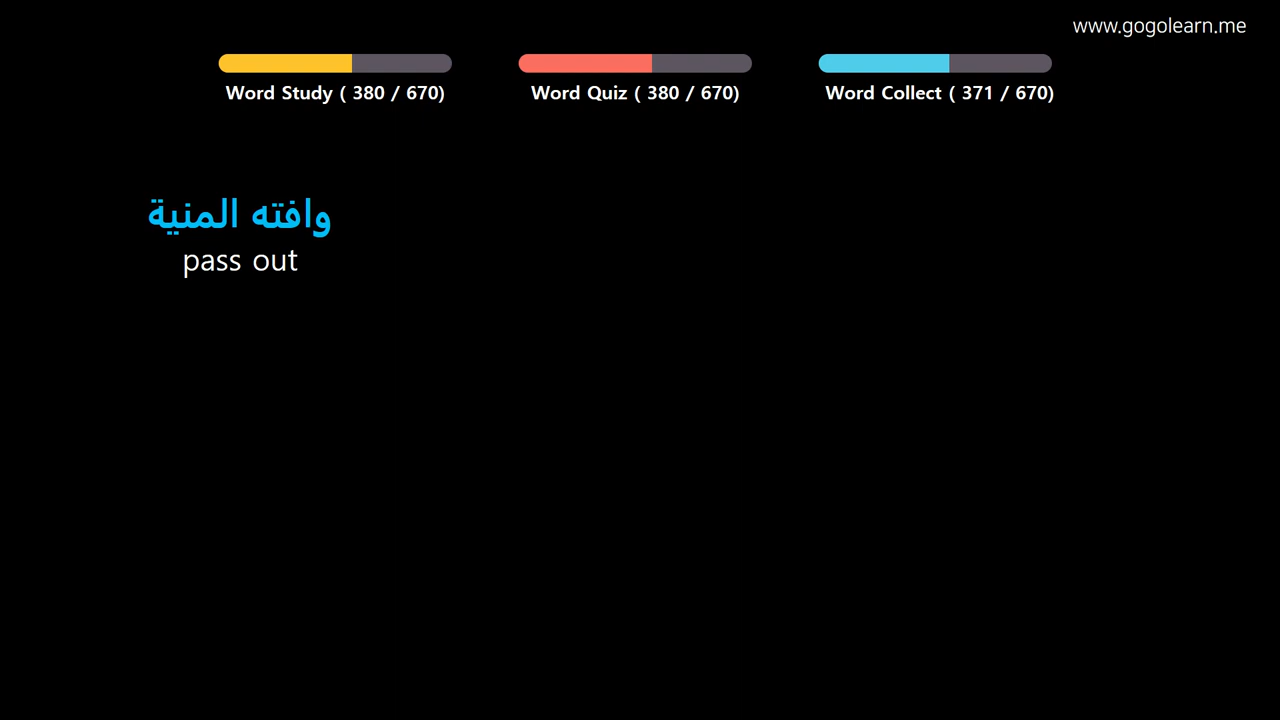 www.gogolearn.me
Word Study ( 380 / 670)
Word Quiz ( 380 / 670)
Word Collect ( 371 / 670)
وافته المنية
pass out